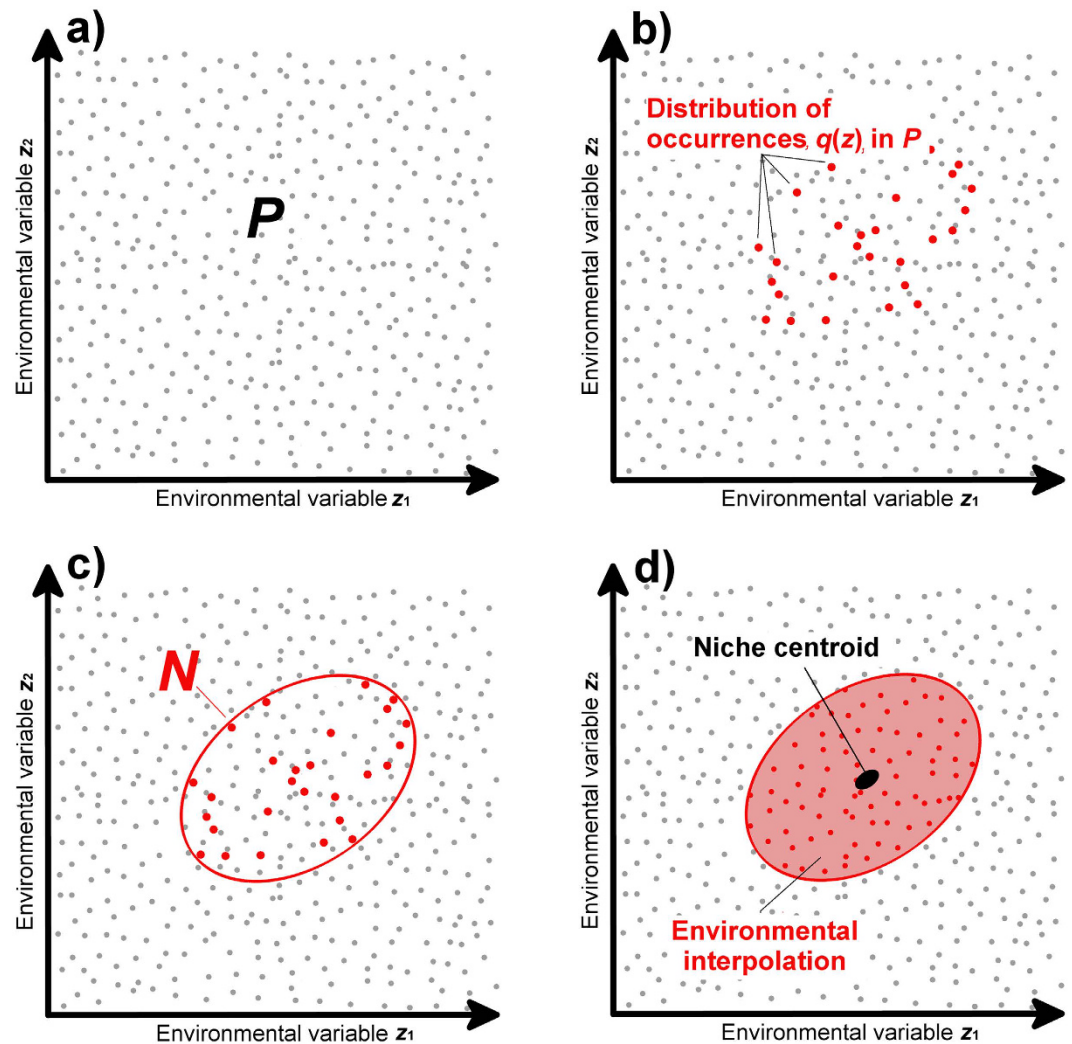 a)
P
Environmental variable z2
Environmental variable z1
b)
Distribution of
occurrences, q(z), in P
Environmental variable z2
Environmental variable z1
c)
N
Environmental variable z2
Environmental variable z1
d)
Niche centroid
Environmental
interpolation
Environmental variable z2
Environmental variable z1